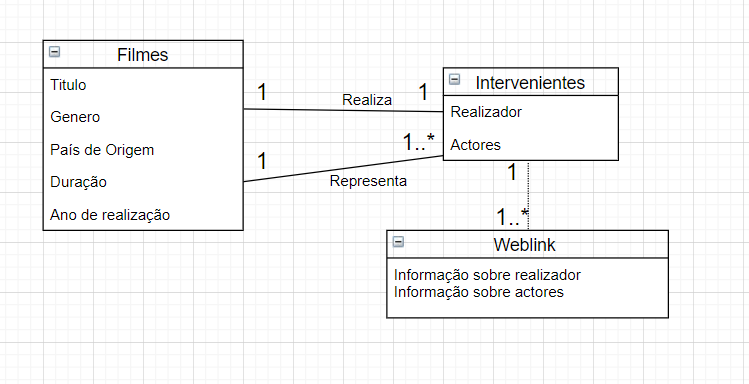 Filmes
Titulo
Genero
País de Origem
Duração
Ano de realização
1
Realiza
1
1
Representa
1..*
Intervenientes
Realizador
Actores
1
1..*
Weblink
Informação sobre realizador
Informação sobre actores